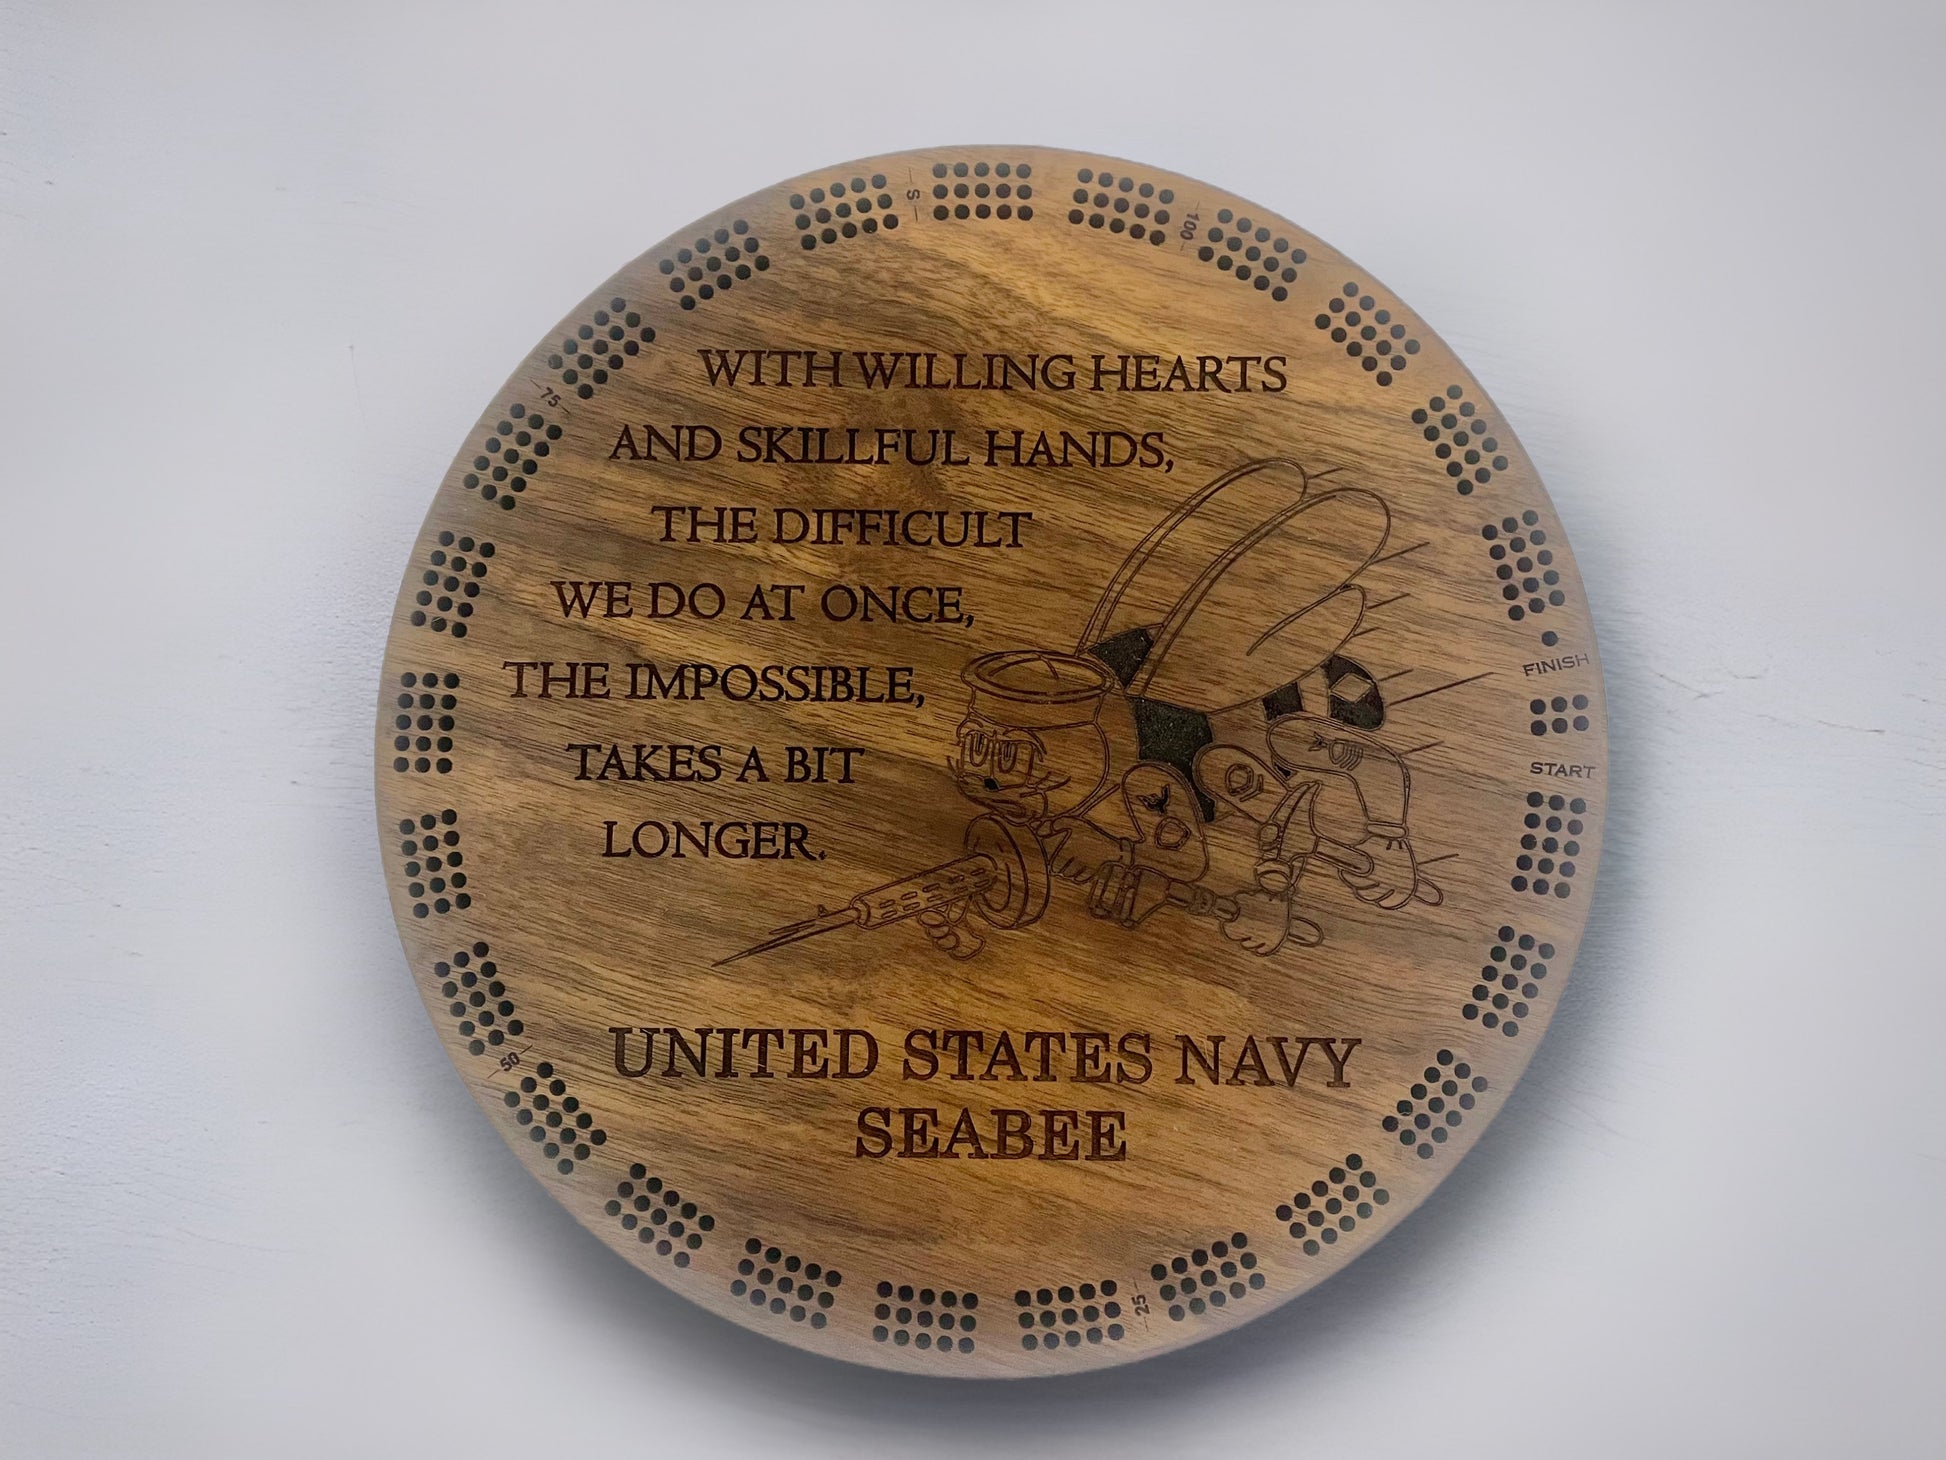 WITH WILLING HEARTS
AND SKILLFUL HANDS,
THE DIFFICULT
WE DO AT ONCE,
THE IMPOSSIBLE,
TAKES A BIT
LONGER.
UNITED STATES NAVY
SEABEE
FINISH
START
25
50
75
S
100